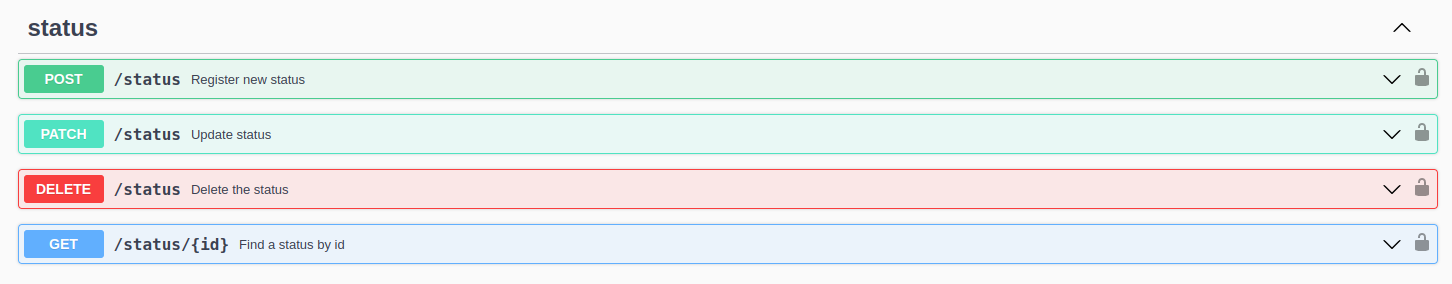 status
POST /status Register new status
PATCH /status Update status
DELETE /status Delete the status
GET /status/{id} Find a status by id